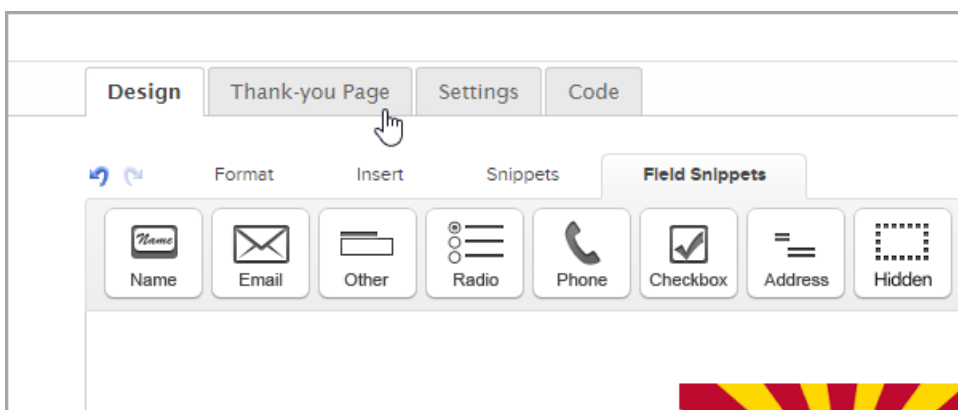 Design Thank-you Page Settings Code
Format Insert Snippets Field Snippets
Name
Name Email Other Radio Phone Checkbox Address Hidden